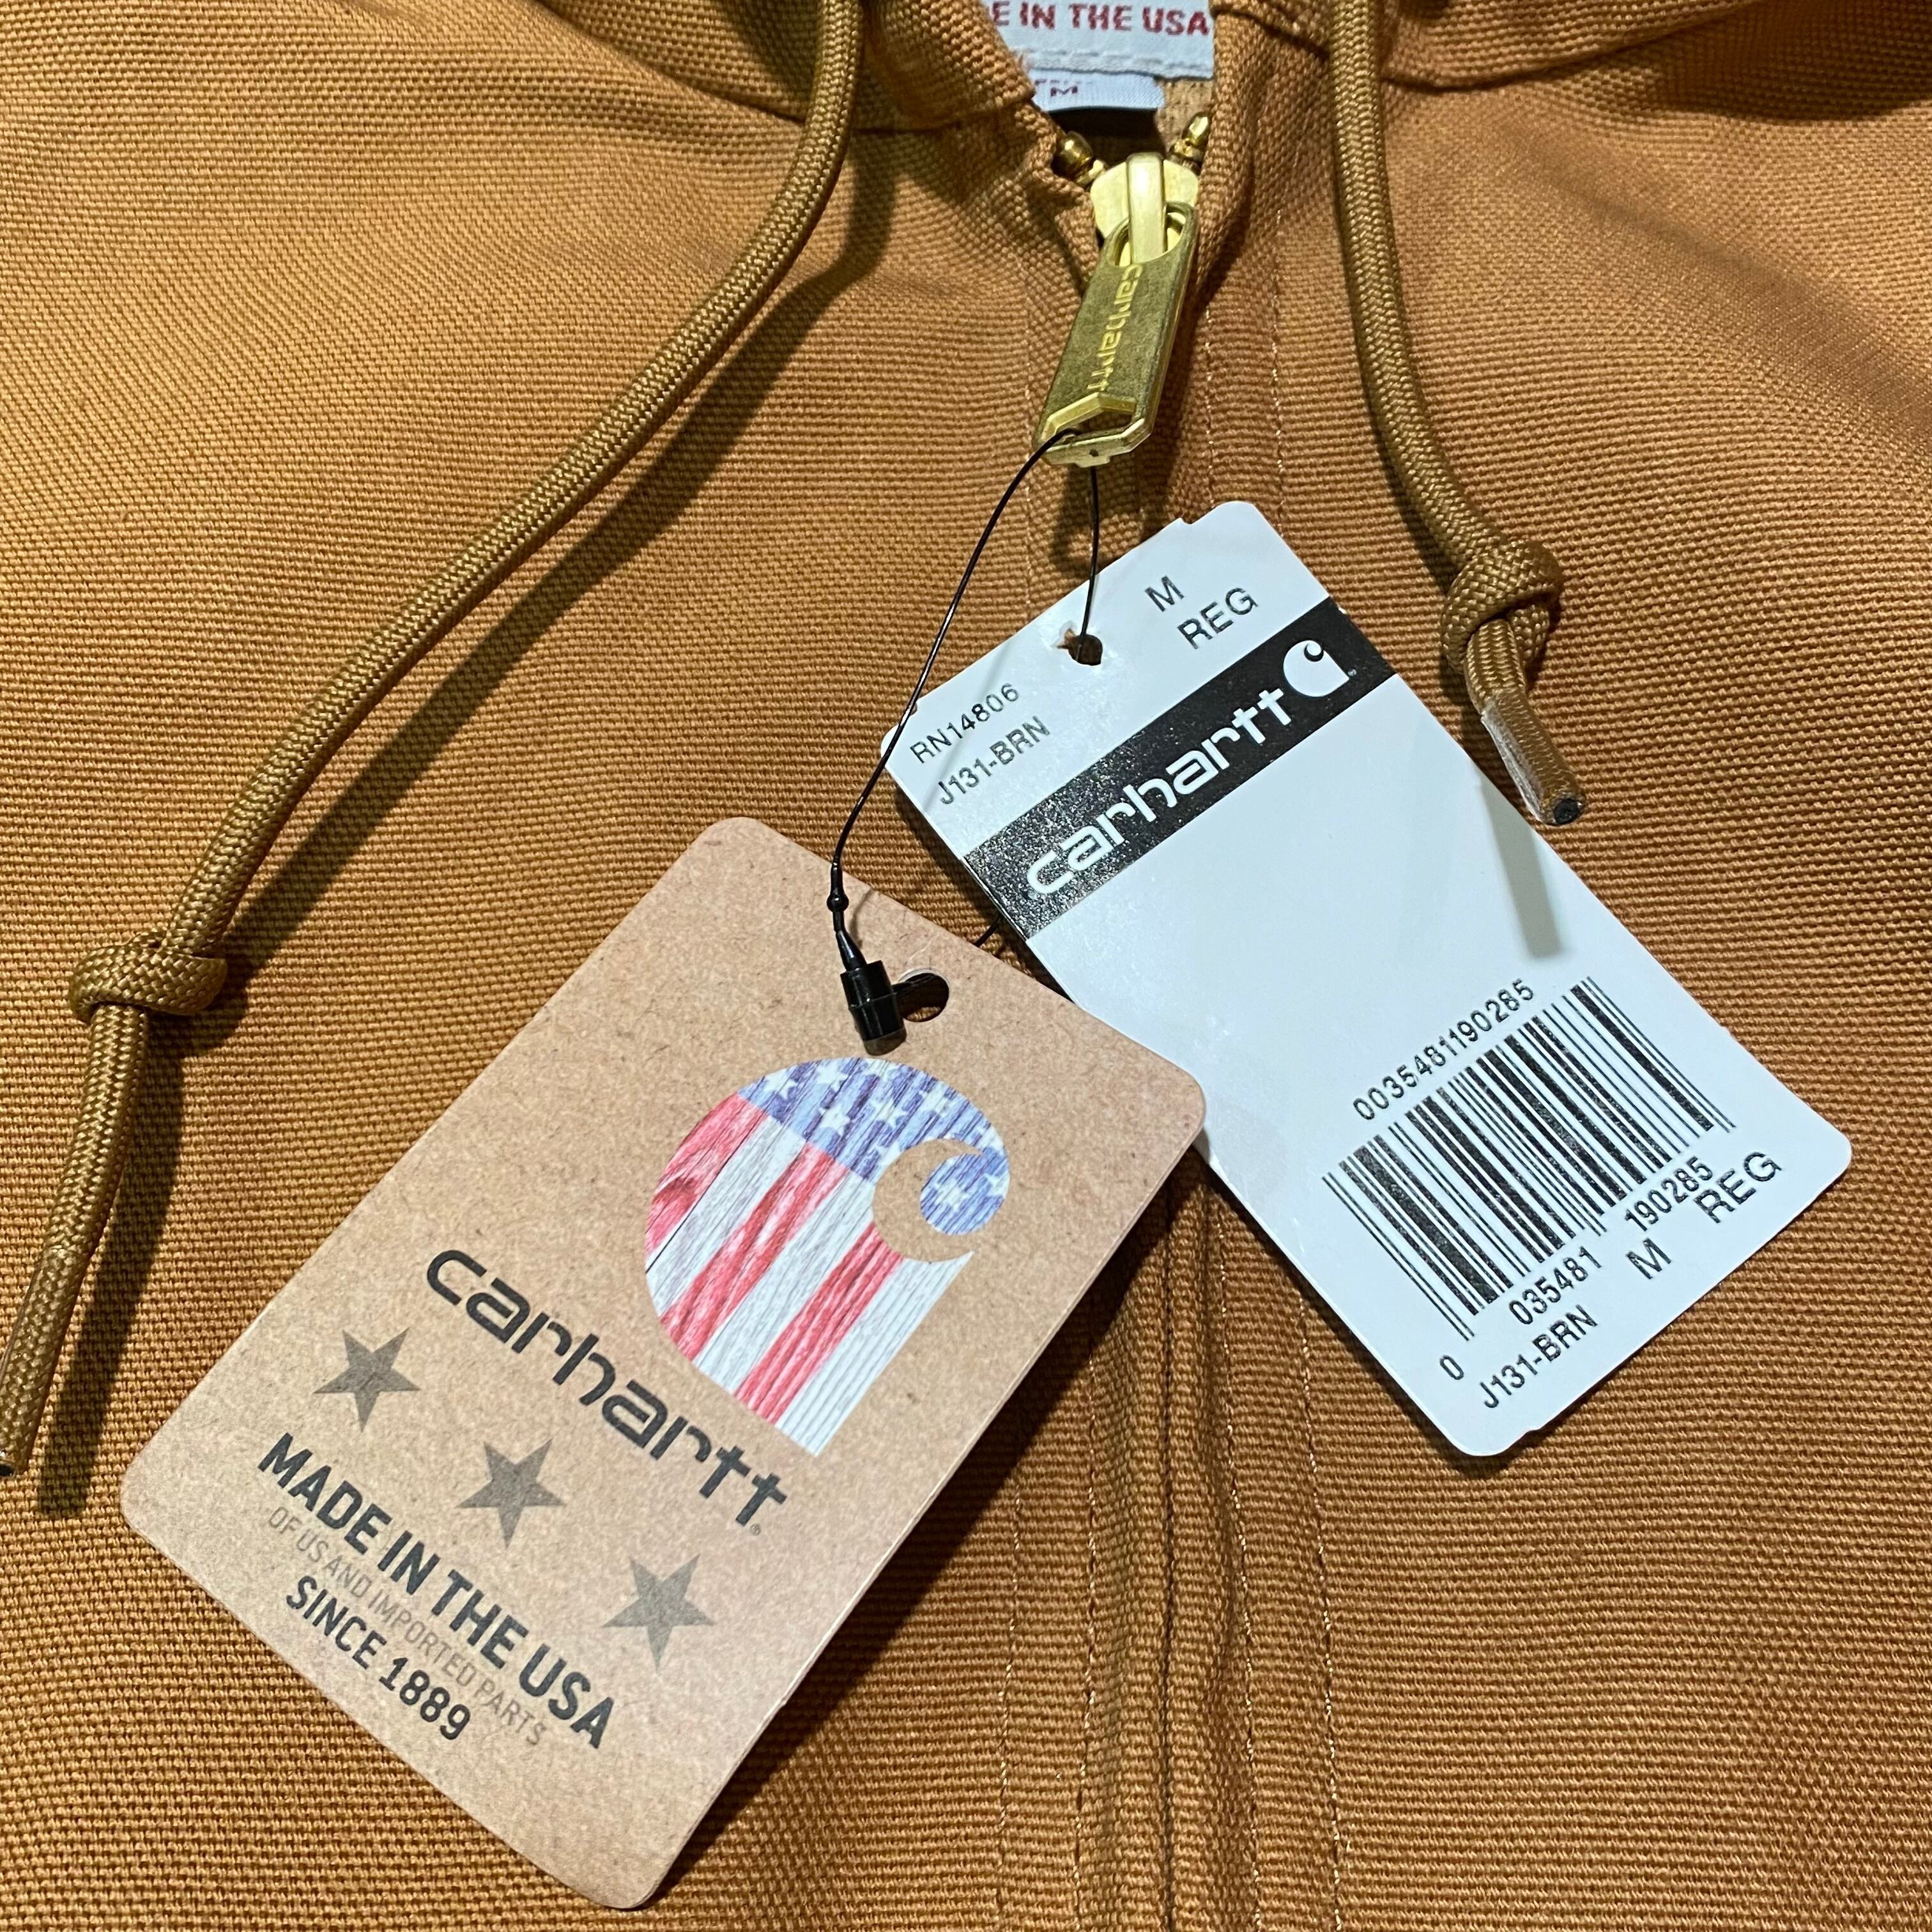 E IN THE USA
M
carhartt
M
REG
RN14806
J131-BRN
carhartt
0035481190285
0 035481 190285
J131-BRN M REG
carhartt
MADE IN THE USA
OF US AND IMPORTED PARTS
SINCE 1889